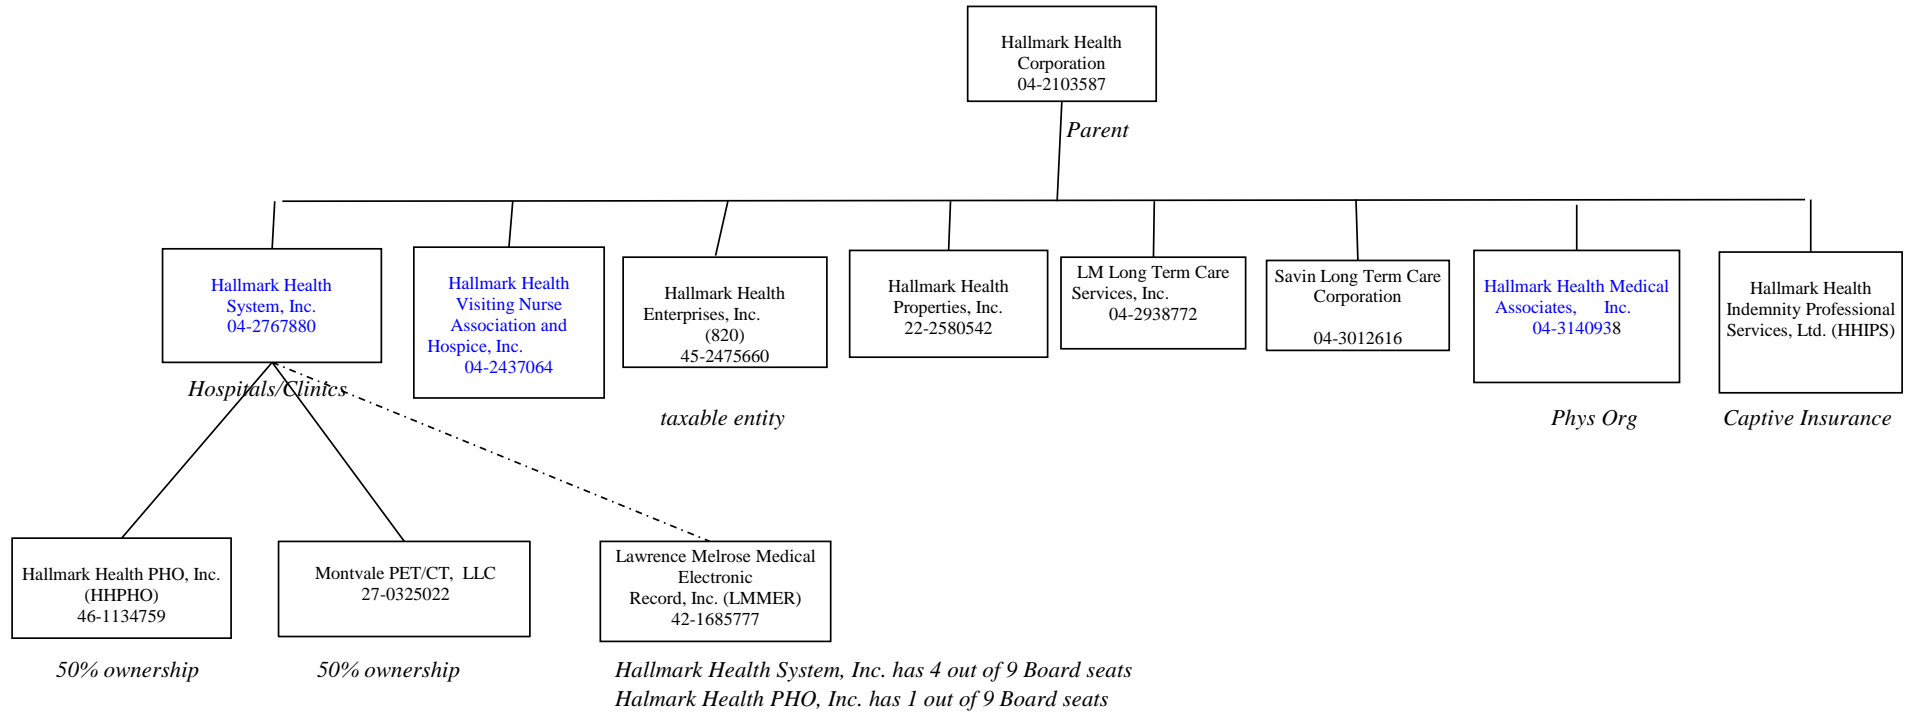 Hallmark Health
Corporation
04-2103587
Parent
Hallmark Health
System, Inc.
04-2767880
Hospitals/Clinics
Hallmark Health
Visiting Nurse
Association and
Hospice, Inc.
04-2437064
Hallmark Health
Enterprises, Inc.
(820)
45-2475660
taxable entity
Hallmark Health
Properties, Inc.
22-2580542
LM Long Term Care
Services, Inc.
04-2938772
Savin Long Term Care
Corporation
04-3012616
Hallmark Health Medical
Associates, Inc.
04-3140938
Phys Org
Hallmark Health
Indemnity Professional
Services, Ltd. (HHIPS)
Captive Insurance
Hallmark Health PHO, Inc.
(HHPHO)
46-1134759
50% ownership
Montvale PET/CT, LLC
27-0325022
50% ownership
Lawrence Melrose Medical
Electronic
Record, Inc. (LMMER)
42-1685777
Hallmark Health System, Inc. has 4 out of 9 Board seats
Halmark Health PHO, Inc. has 1 out of 9 Board seats